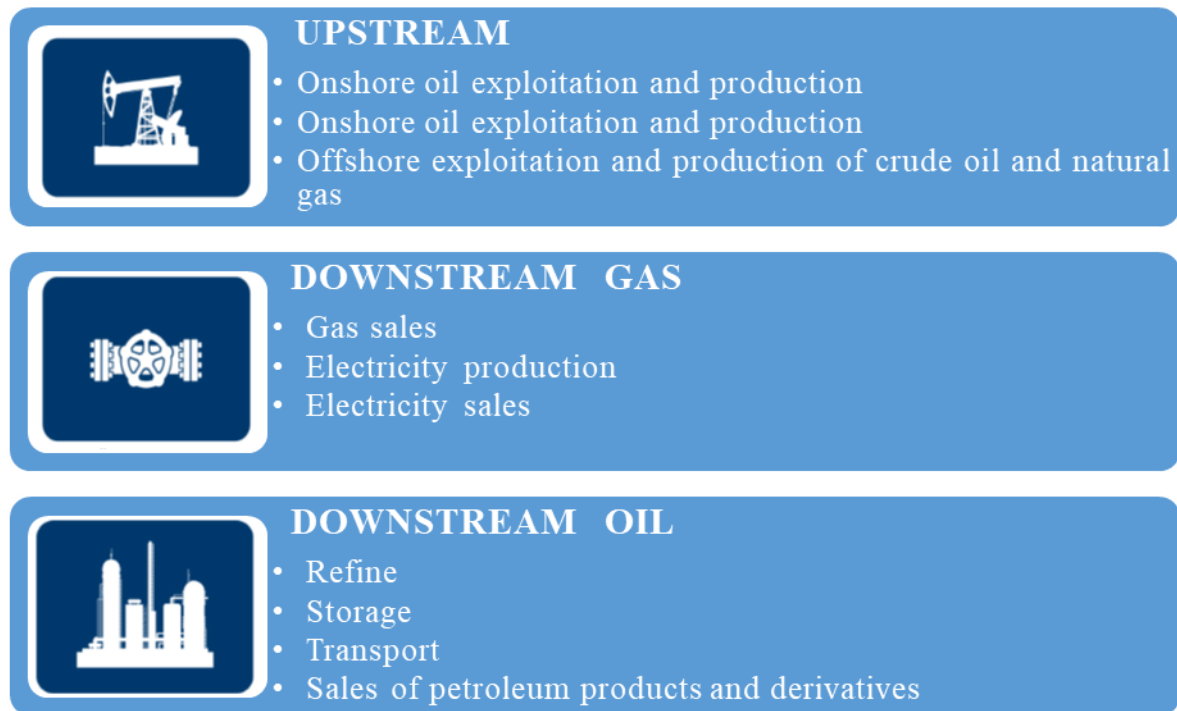 UPSTREAM
• Onshore oil exploitation and production
• Onshore oil exploitation and production
• Offshore exploitation and production of crude oil and natural
gas
DOWNSTREAM GAS
• Gas sales
• Electricity production
• Electricity sales
DOWNSTREAM OIL
• Refine
• Storage
• Transport
• Sales of petroleum products and derivatives